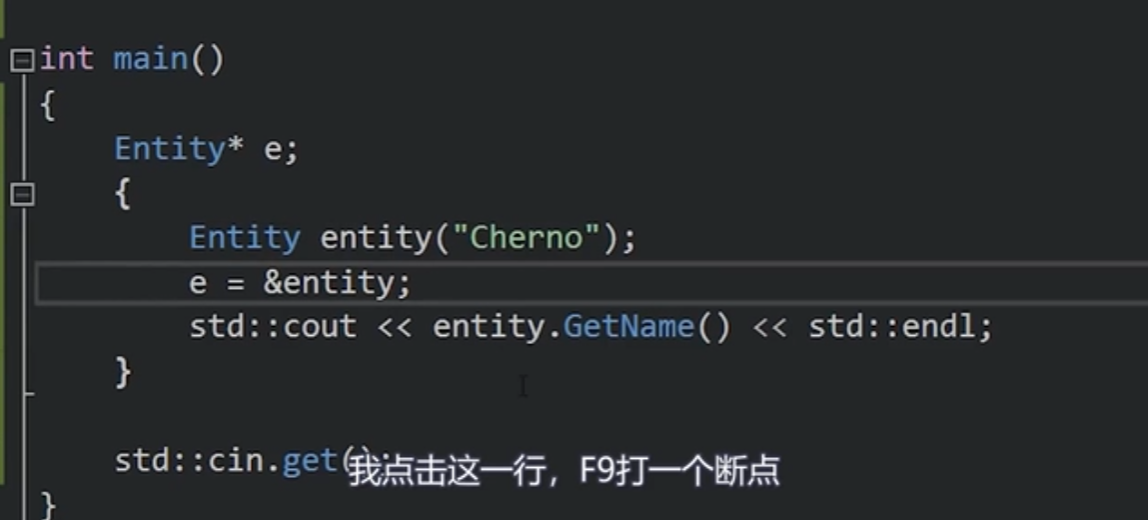 int main()
{
    Entity* e;
    {
        Entity entity("Cherno");
        e = &entity;
        std::cout << entity.GetName() << std::endl;
    }
    std::cin.get();
我点击这一行，F9打一个断点
}